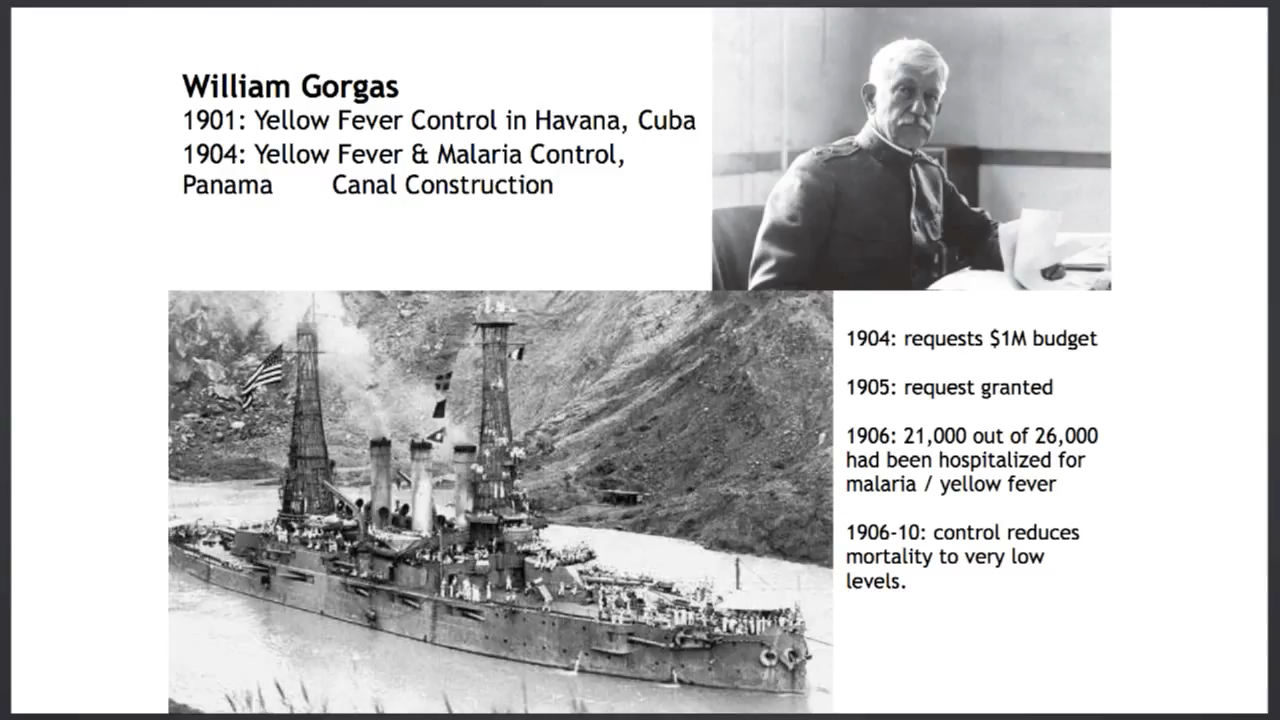 William Gorgas
1901: Yellow Fever Control in Havana, Cuba
1904: Yellow Fever & Malaria Control,
Panama Canal Construction
1904: requests $1M budget
1905: request granted
1906: 21,000 out of 26,000
had been hospitalized for
malaria / yellow fever
1906-10: control reduces
mortality to very low
levels.